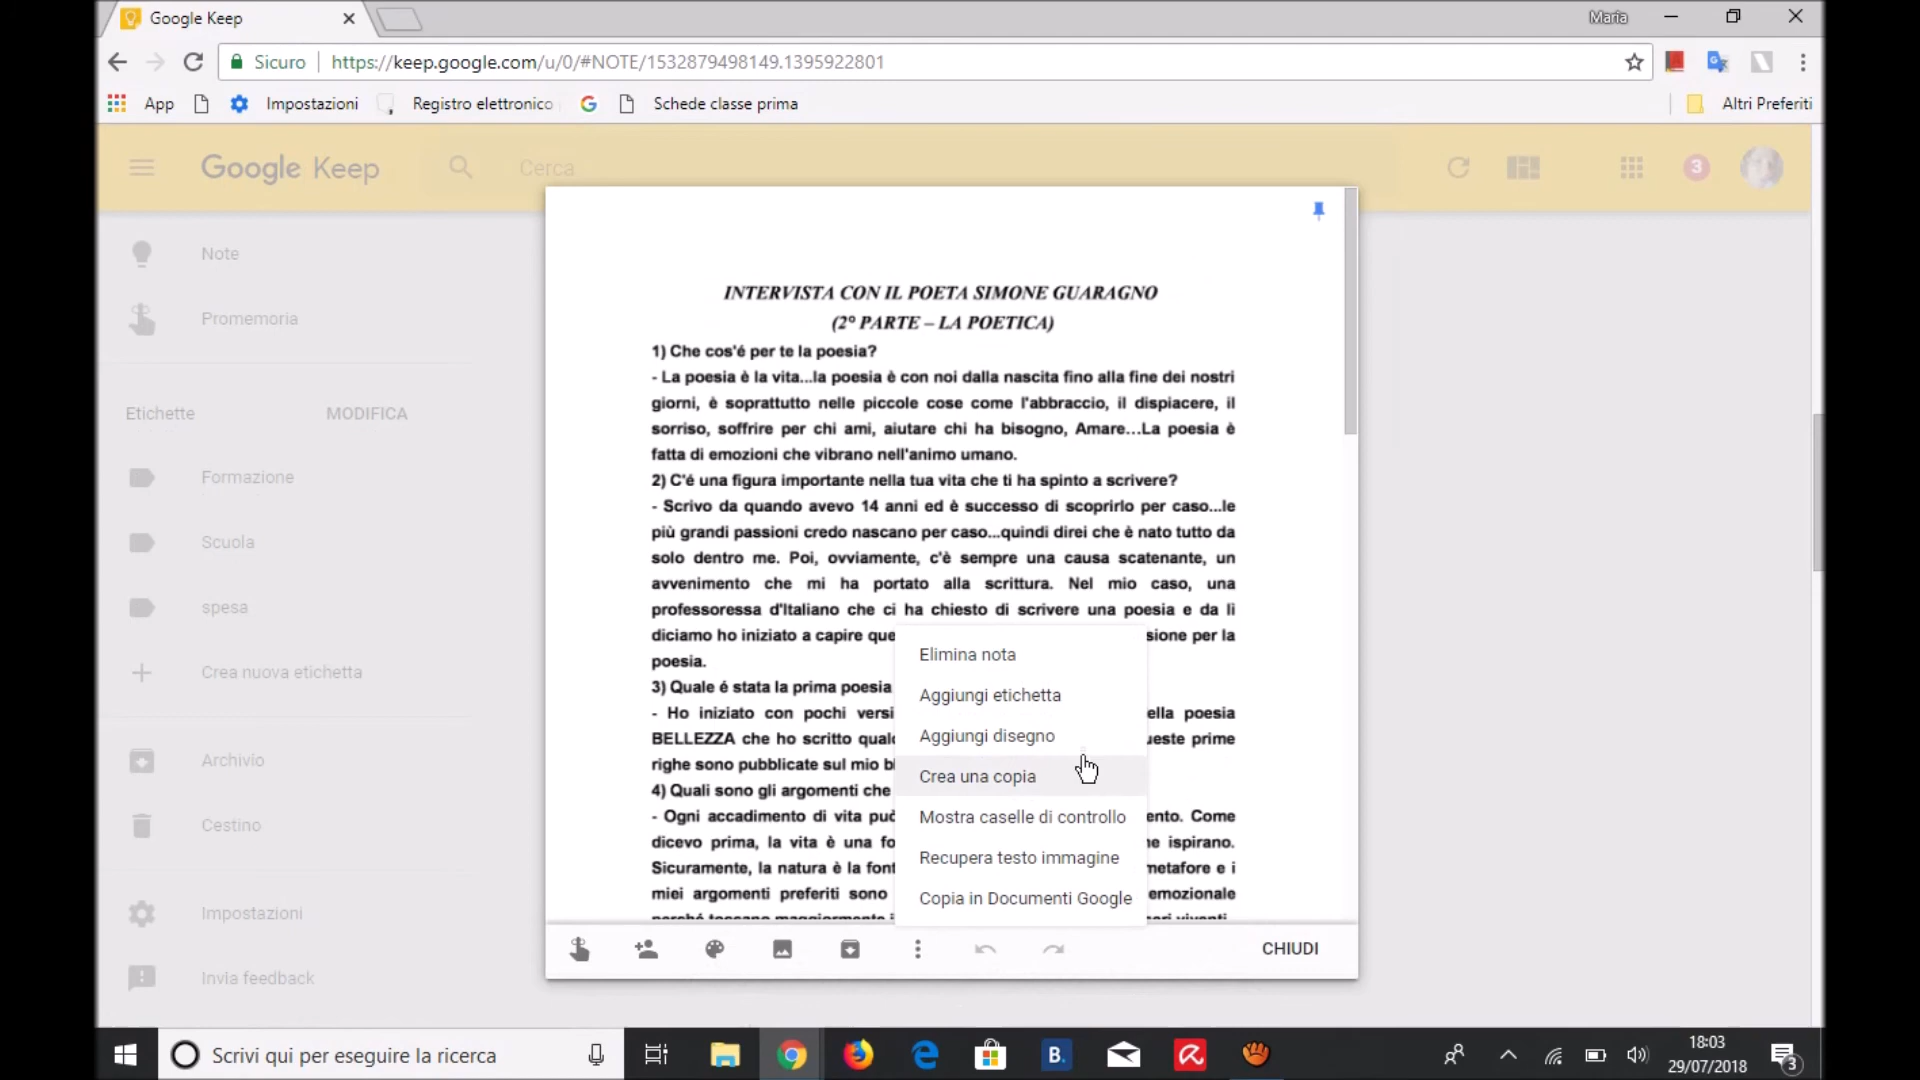 Google Keep
Maria
Sicuro
https://keep.google.com/u/0/#NOTE/1532879498149.1395922801
App
Impostazioni
Registro elettronico
Schede classe prima
Altri Preferiti
Google Keep
Cerca
3
Note
Promemoria
Etichette
MODIFICA
Formazione
Scuola
spesa
Crea nuova etichetta
Archivio
Cestino
Impostazioni
Invia feedback
INTERVISTA CON IL POETA SIMONE GUARAGNO
(2° PARTE – LA POETICA)
1) Che cos'é per te la poesia?
- La poesia è la vita...la poesia è con noi dalla nascita fino alla fine dei nostri
giorni, è soprattutto nelle piccole cose come l'abbraccio, il dispiacere, il
sorriso, soffrire per chi ami, aiutare chi ha bisogno, Amare...La poesia è
fatta di emozioni che vibrano nell'animo umano.
2) C'é una figura importante nella tua vita che ti ha spinto a scrivere?
- Scrivo da quando avevo 14 anni ed è successo di scoprirlo per caso...le
più grandi passioni credo nascano per caso...quindi direi che è nato tutto da
solo dentro me. Poi, ovviamente, c'è sempre una causa scatenante, un
avvenimento che mi ha portato alla scrittura. Nel mio caso, una
professoressa d'Italiano che ci ha chiesto di scrivere una poesia e da lì
diciamo ho iniziato a capire que sione per la
poesia.
3) Quale é stata la prima poesia
- Ho iniziato con pochi versi ella poesia
BELLEZZA che ho scritto qualc ueste prime
righe sono pubblicate sul mio bl
4) Quali sono gli argomenti che
- Ogni accadimento di vita può ento. Come
dicevo prima, la vita è una fo ne ispirano.
Sicuramente, la natura è la font metafore e i
miei argomenti preferiti sono emozionale
perché toccano maggiormente i viventi.
Elimina nota
Aggiungi etichetta
Aggiungi disegno
Crea una copia
Mostra caselle di controllo
Recupera testo immagine
Copia in Documenti Google
CHIUDI
Scrivi qui per eseguire la ricerca
B.
18:03
29/07/2018
3